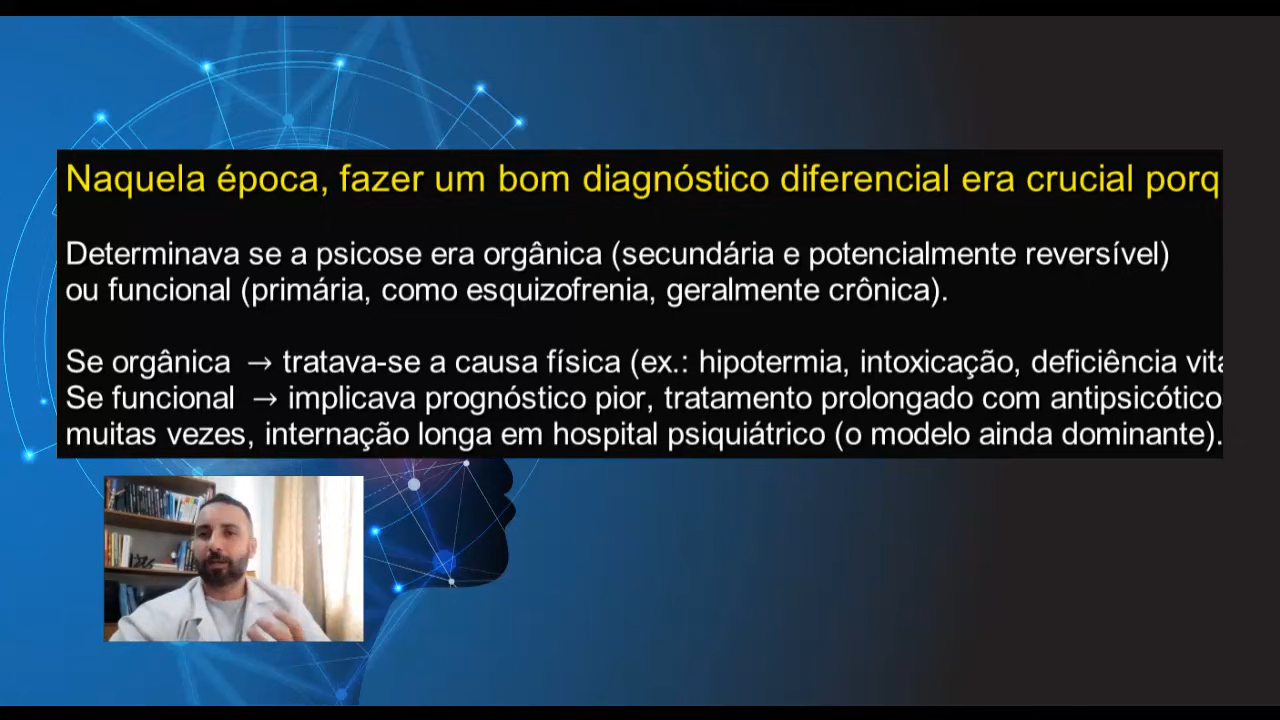 Naquela época, fazer um bom diagnóstico diferencial era crucial porq
Determinava se a psicose era orgânica (secundária e potencialmente reversível)
ou funcional (primária, como esquizofrenia, geralmente crônica).
Se orgânica → tratava-se a causa física (ex.: hipotermia, intoxicação, deficiência vita
Se funcional → implicava prognóstico pior, tratamento prolongado com antipsicótico
muitas vezes, internação longa em hospital psiquiátrico (o modelo ainda dominante).